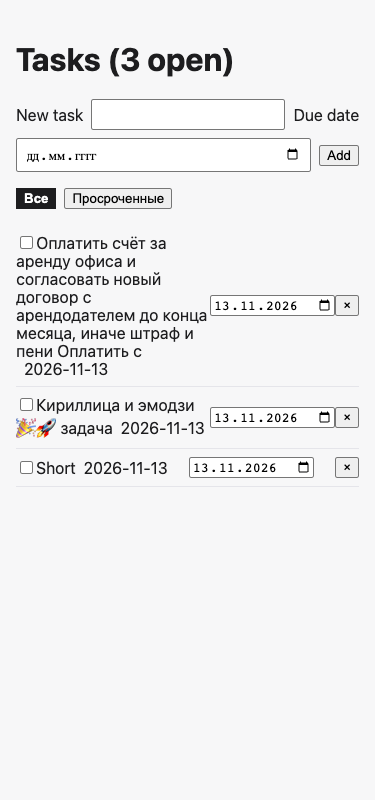 Tasks (3 open)
New task Due date
дд.мм.гггг Add
Все Просроченные
Оплатить счёт за
аренду офиса и
согласовать новый
договор с
арендодателем до конца
месяца, иначе штраф и
пени Оплатить с
2026-11-13
13.11.2026 ×
Кириллица и эмодзи
🎉🚀 задача 2026-11-13
13.11.2026 ×
Short 2026-11-13 13.11.2026 ×